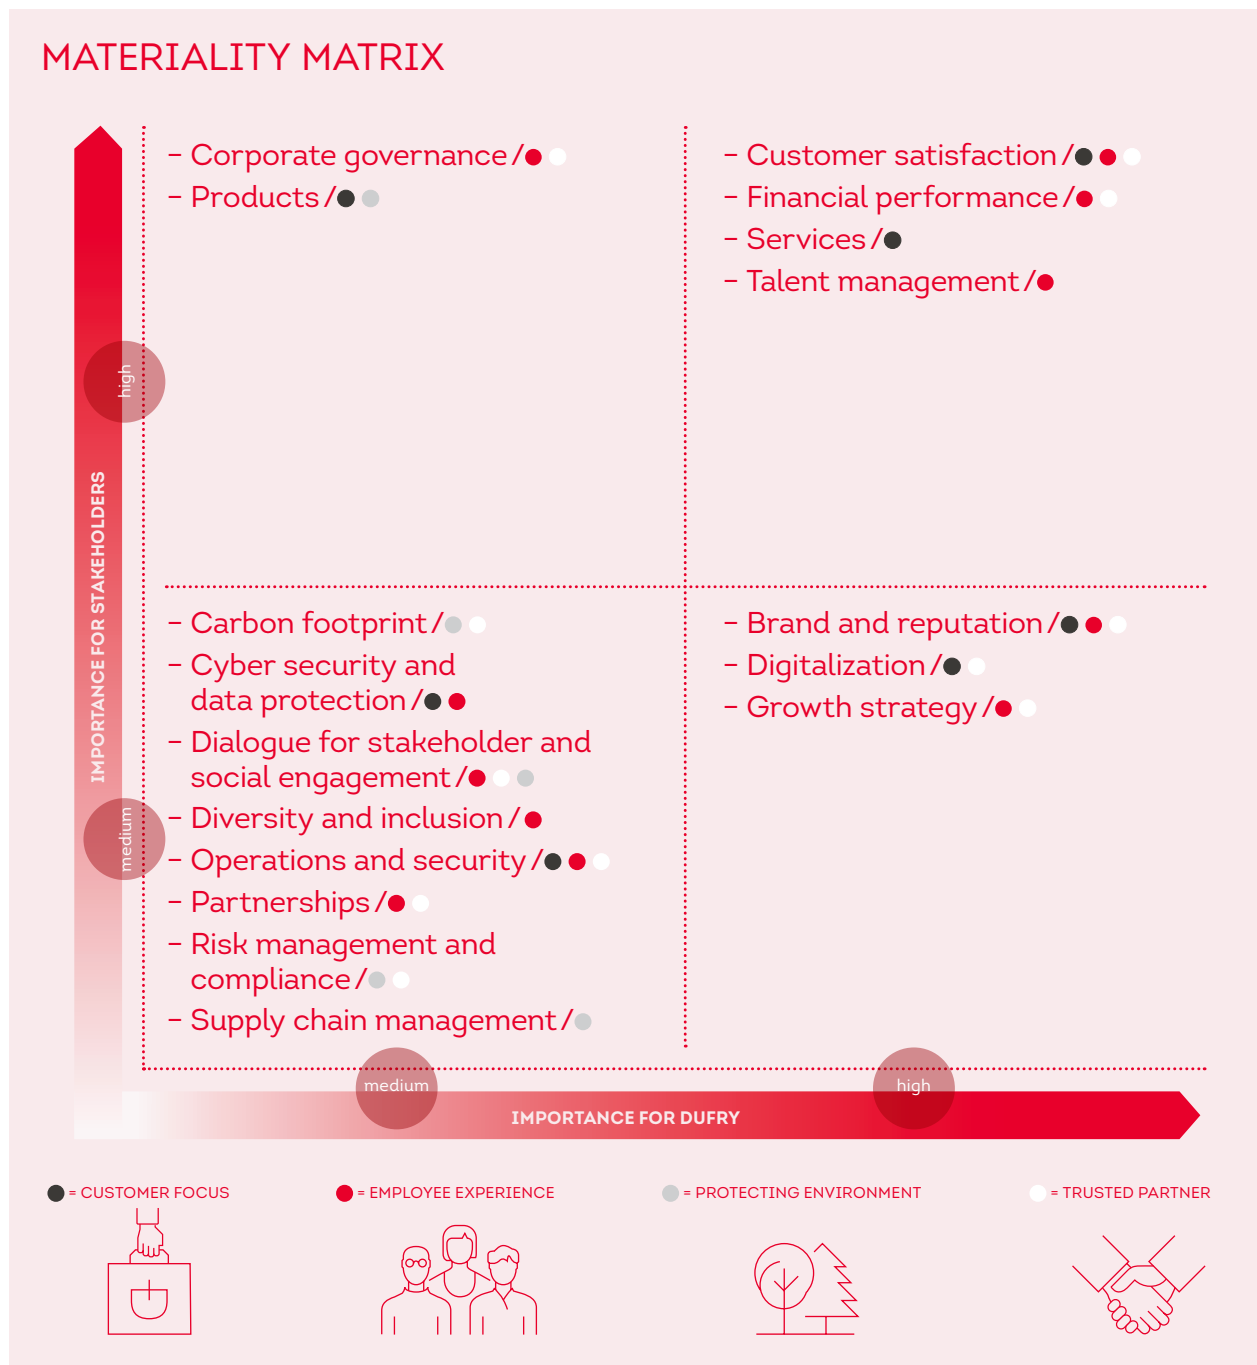 MATERIALITY MATRIX
– Corporate governance /
– Products /
– Customer satisfaction /
– Financial performance /
– Services /
– Talent management /
high
IMPORTANCE FOR STAKEHOLDERS
medium
– Carbon footprint /
– Cyber security and
data protection /
– Dialogue for stakeholder and
social engagement /
– Diversity and inclusion /
– Operations and security /
– Partnerships /
– Risk management and
compliance /
– Supply chain management /
– Brand and reputation /
– Digitalization /
– Growth strategy /
medium
high
IMPORTANCE FOR DUFRY
= CUSTOMER FOCUS
= EMPLOYEE EXPERIENCE
= PROTECTING ENVIRONMENT
= TRUSTED PARTNER